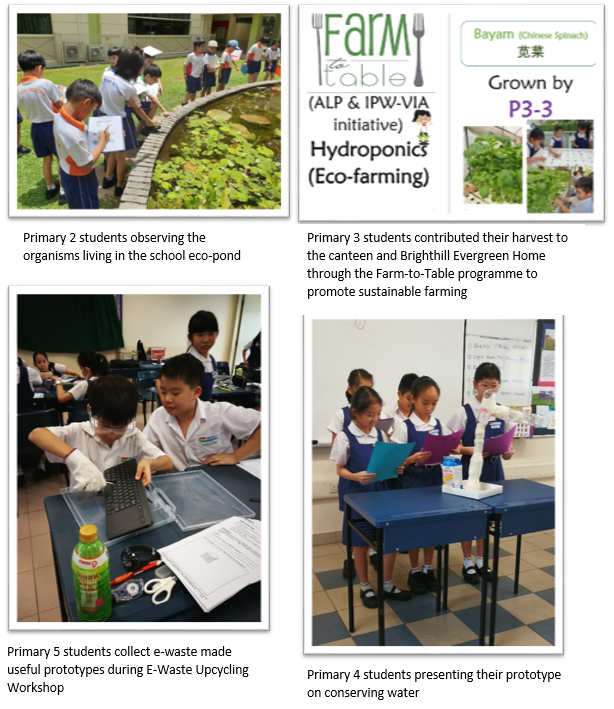 FARM
to
table
(ALP & IPW-VIA
initiative)
Hydroponics
(Eco-farming)
Bayam (Chinese Spinach)
苋菜
Grown by
P3-3
Primary 2 students observing the
organisms living in the school eco-pond
Primary 3 students contributed their harvest to
the canteen and Brighthill Evergreen Home
through the Farm-to-Table programme to
promote sustainable farming
Primary 5 students collect e-waste made
useful prototypes during E-Waste Upcycling
Workshop
Primary 4 students presenting their prototype
on conserving water